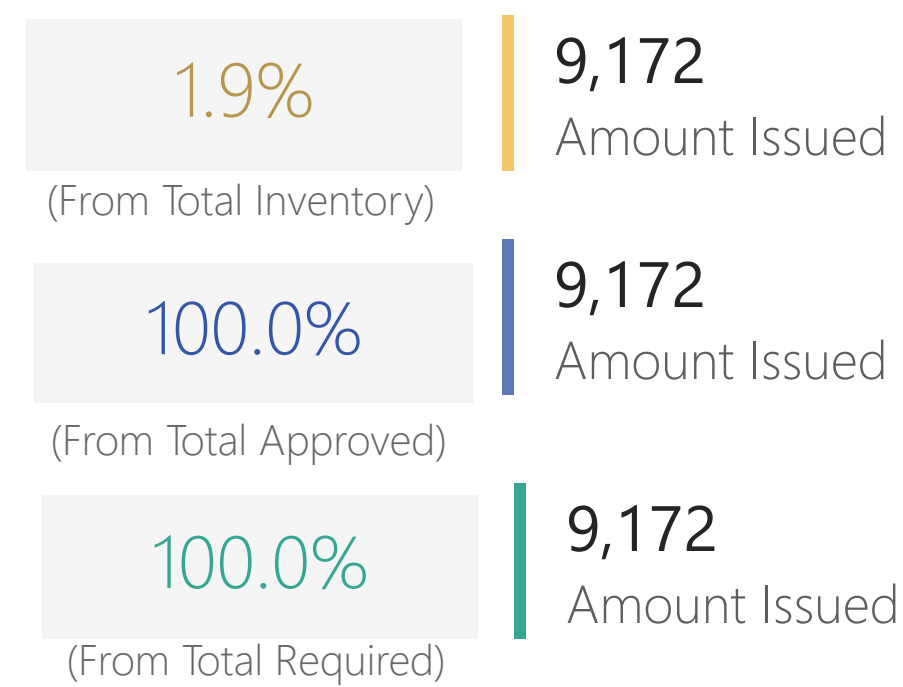 1.9%
9,172
Amount Issued
(From Total Inventory)
100.0%
9,172
Amount Issued
(From Total Approved)
100.0%
9,172
Amount Issued
(From Total Required)